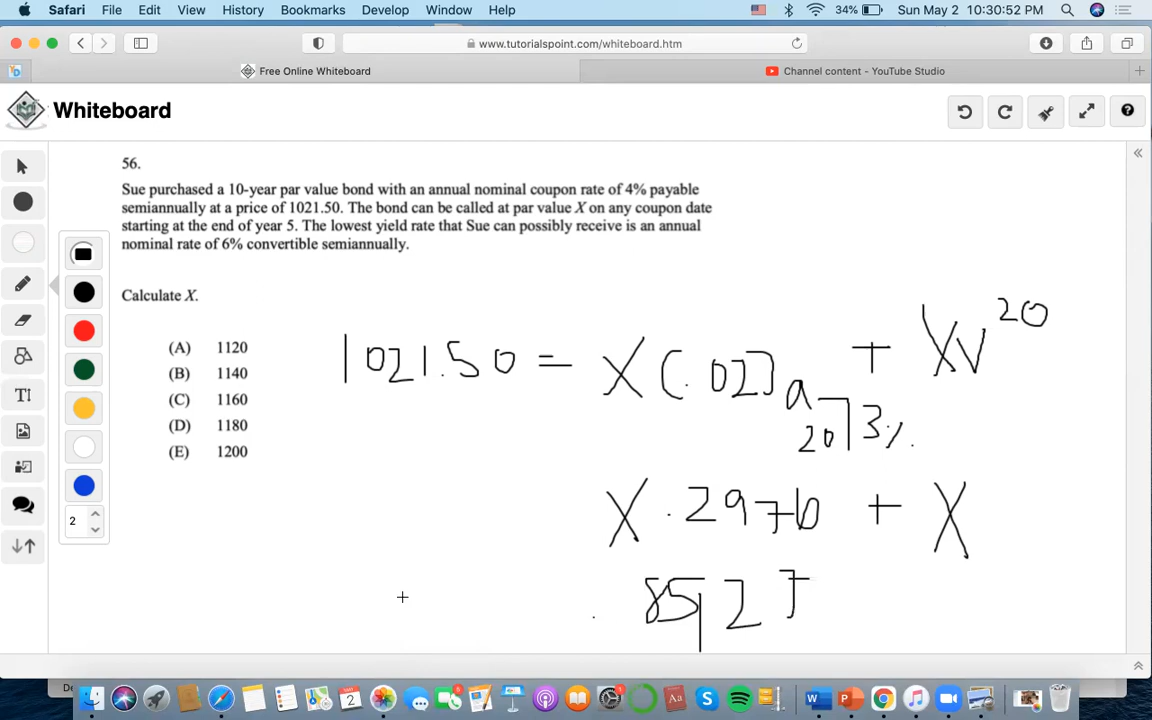 Safari File Edit View History Bookmarks Develop Window Help 34% Sun May 2 10:30:52 PM
www.tutorialspoint.com/whiteboard.htm
Free Online Whiteboard Channel content - YouTube Studio
Whiteboard
56.
Sue purchased a 10-year par value bond with an annual nominal coupon rate of 4% payable
semiannually at a price of 1021.50. The bond can be called at par value X on any coupon date
starting at the end of year 5. The lowest yield rate that Sue can possibly receive is an annual
nominal rate of 6% convertible semiannually.
Calculate X.
(A) 1120
(B) 1140
(C) 1160
(D) 1180
(E) 1200
1021.50 = X(.02) a 20 3% + XV 20
X .2976 + X
.8592
TI
2